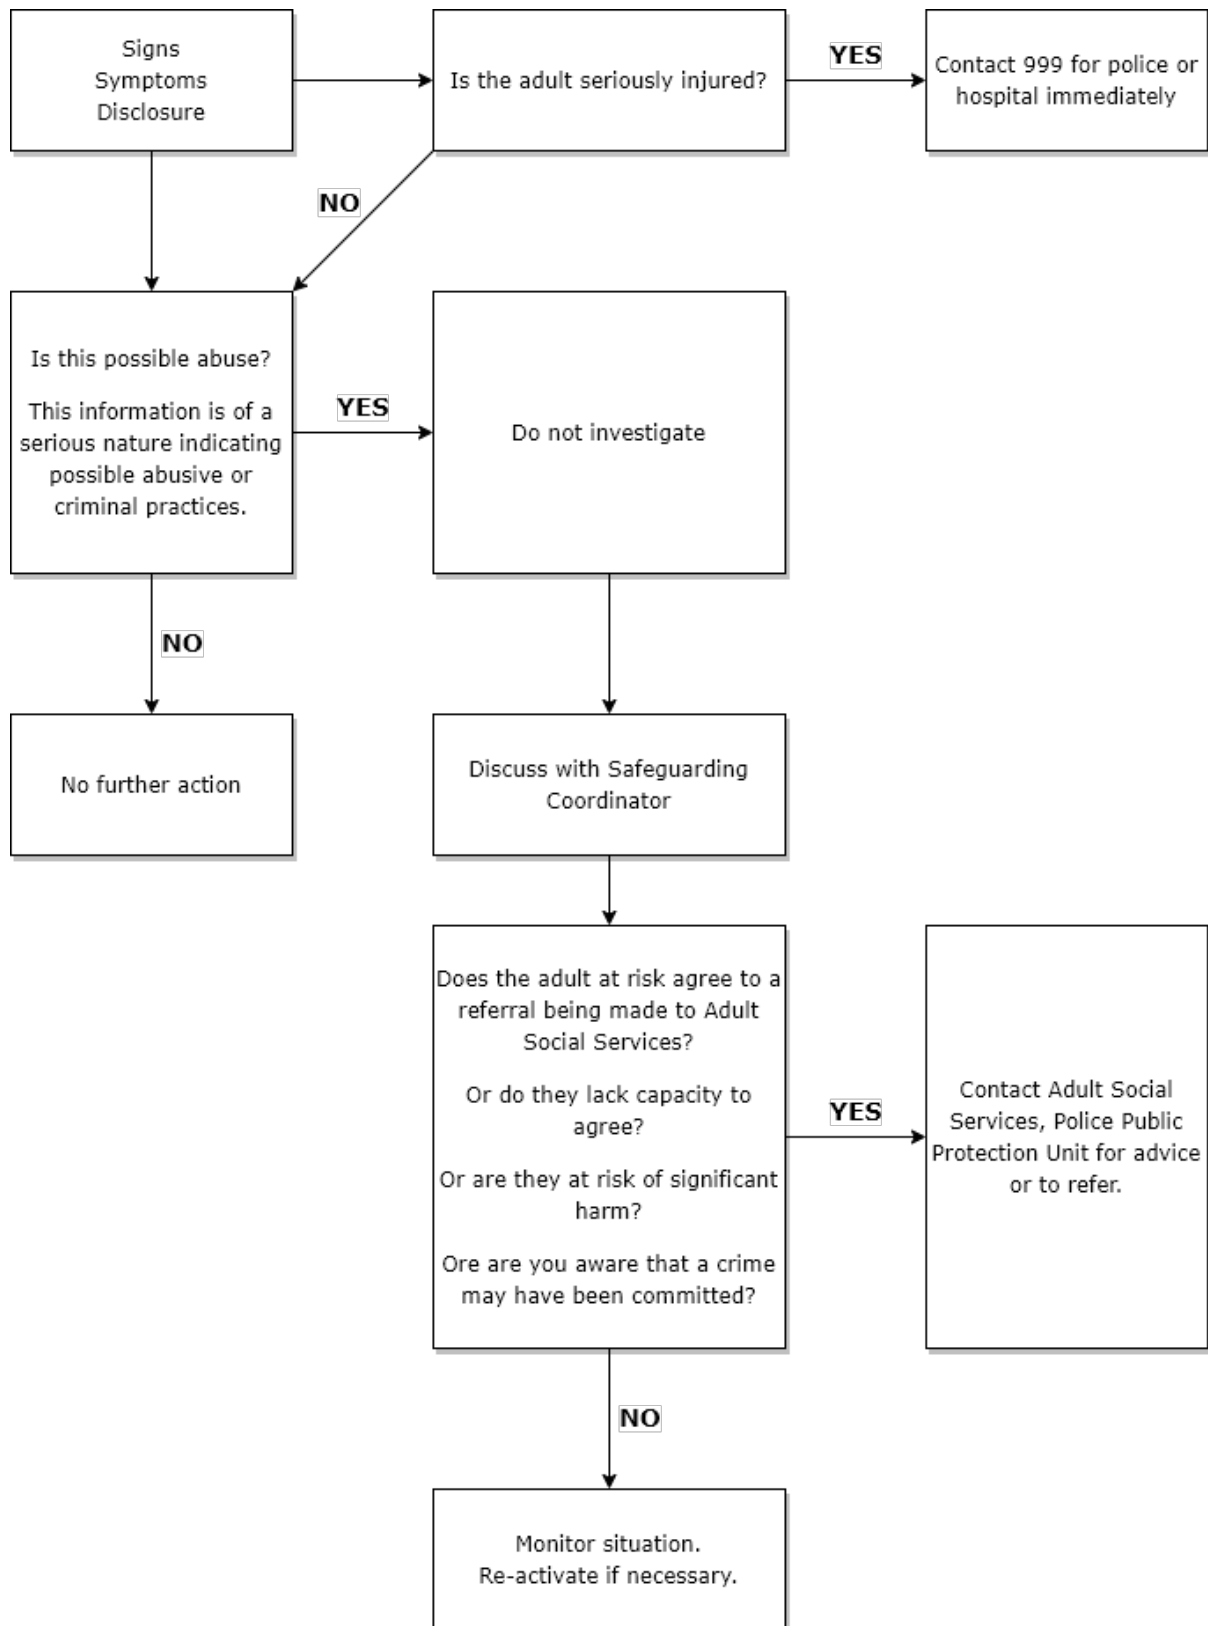 Signs
Symptoms
Disclosure
Is the adult seriously injured?
YES
Contact 999 for police or
hospital immediately
NO
Is this possible abuse?
This information is of a
serious nature indicating
possible abusive or
criminal practices.
YES
Do not investigate
NO
No further action
Discuss with Safeguarding
Coordinator
Does the adult at risk agree to a
referral being made to Adult
Social Services?
Or do they lack capacity to
agree?
Or are they at risk of significant
harm?
Ore are you aware that a crime
may have been committed?
YES
Contact Adult Social
Services, Police Public
Protection Unit for advice
or to refer.
NO
Monitor situation.
Re-activate if necessary.